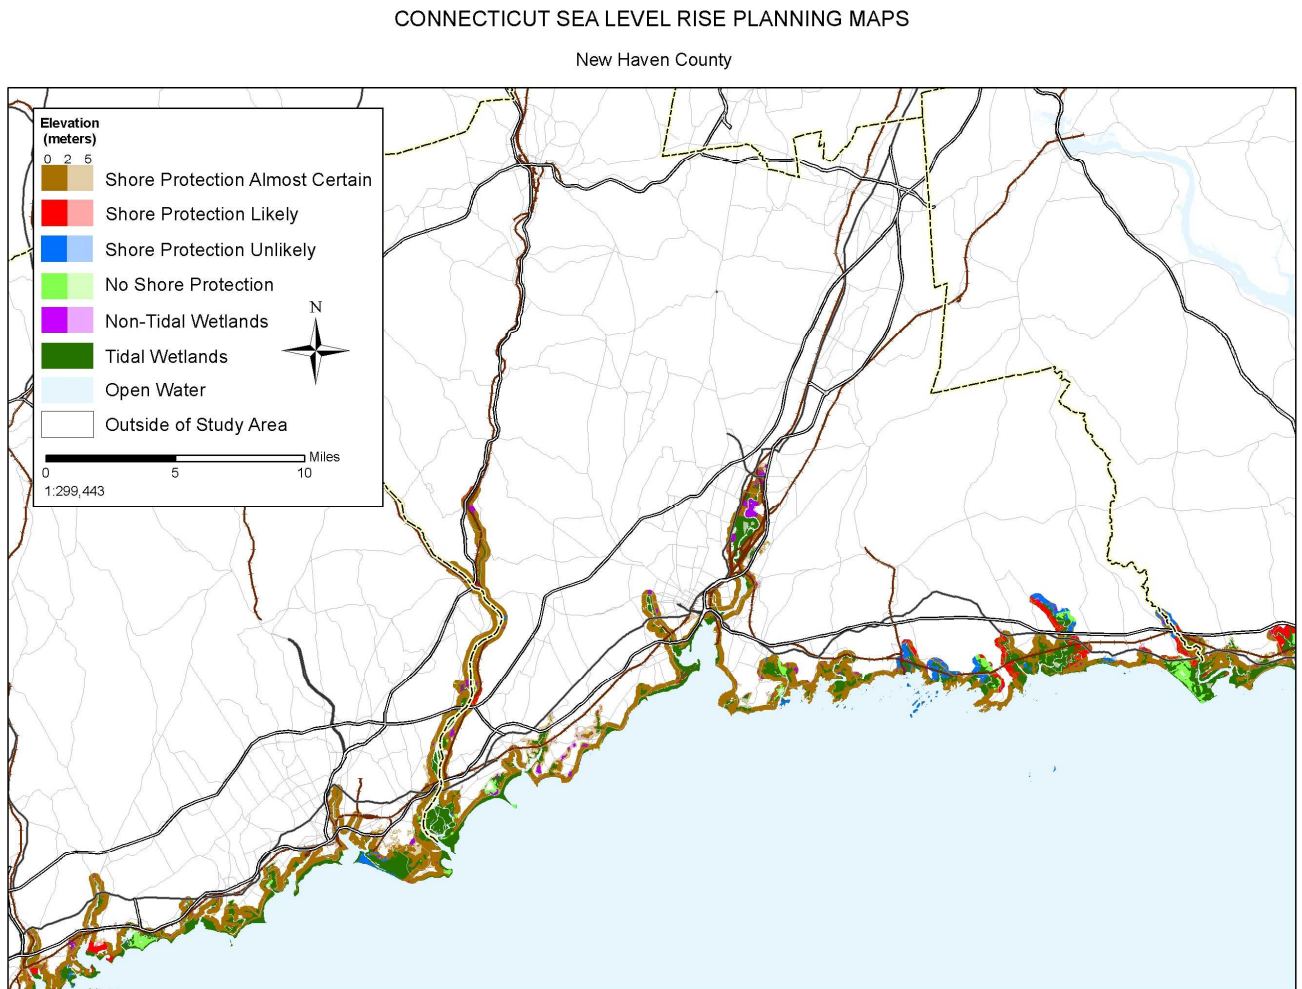 CONNECTICUT SEA LEVEL RISE PLANNING MAPS
New Haven County
Elevation
(meters)
0 2 5
Shore Protection Almost Certain
Shore Protection Likely
Shore Protection Unlikely
No Shore Protection
Non-Tidal Wetlands
N
Tidal Wetlands
Open Water
Outside of Study Area
Miles
0 5 10
1:299,443